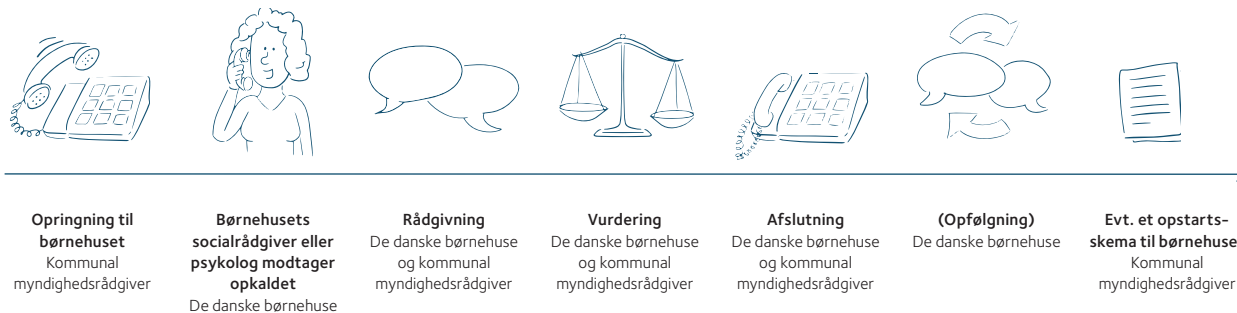 Opringning til
børnehuset
Kommunal
myndighedsrådgiver
Børnehusets
socialrådgiver eller
psykolog modtager
opkaldet
De danske børnehuse
Rådgivning
De danske børnehuse
og kommunal
myndighedsrådgiver
Vurdering
De danske børnehuse
og kommunal
myndighedsrådgiver
Afslutning
De danske børnehuse
og kommunal
myndighedsrådgiver
(Opfølgning)
De danske børnehuse
Evt. et opstarts-
skema til børnehuse
Kommunal
myndighedsrådgiver